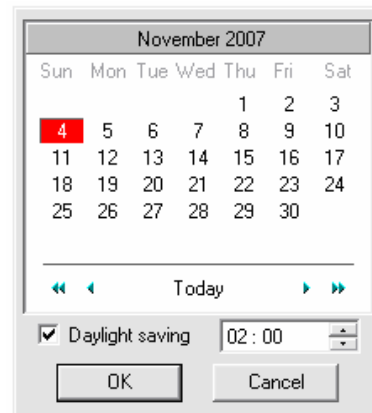 November 2007
Sun Mon Tue Wed Thu Fri Sat
1 2 3
4 5 6 7 8 9 10
11 12 13 14 15 16 17
18 19 20 21 22 23 24
25 26 27 28 29 30
Today
Daylight saving 02 : 00
OK Cancel